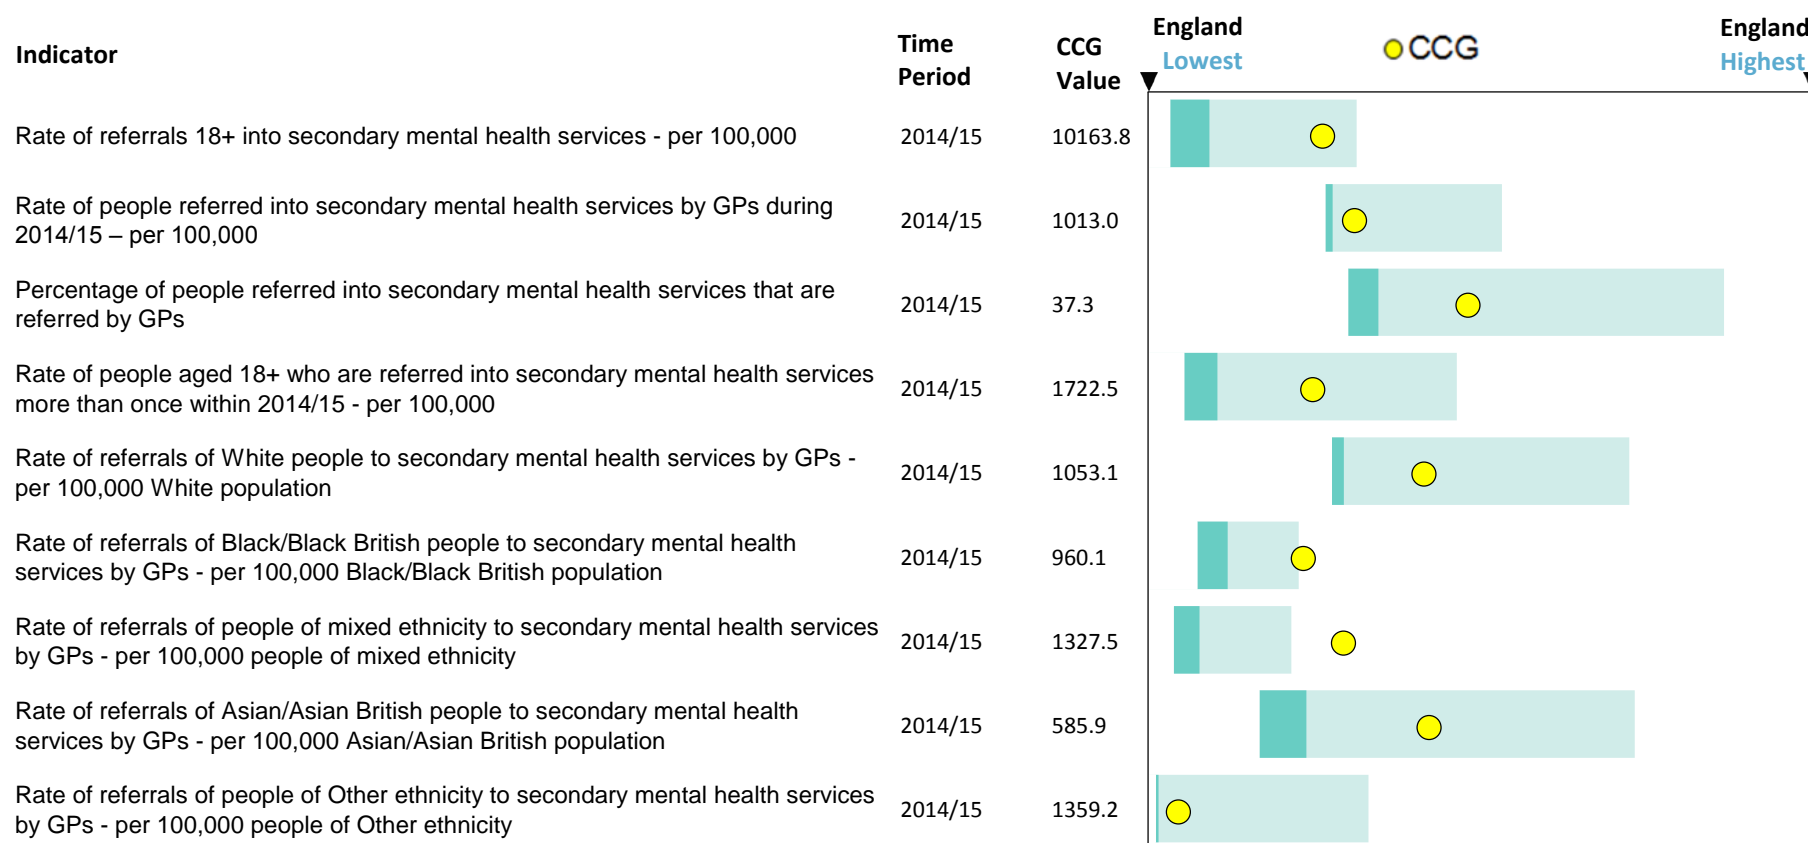 Indicator
Time Period
CCG Value
England Lowest
CCG
England Highest
Rate of referrals 18+ into secondary mental health services - per 100,000
2014/15
10163.8
Rate of people referred into secondary mental health services by GPs during
2014/15 – per 100,000
2014/15
1013.0
Percentage of people referred into secondary mental health services that are
referred by GPs
2014/15
37.3
Rate of people aged 18+ who are referred into secondary mental health services
more than once within 2014/15 - per 100,000
2014/15
1722.5
Rate of referrals of White people to secondary mental health services by GPs -
per 100,000 White population
2014/15
1053.1
Rate of referrals of Black/Black British people to secondary mental health
services by GPs - per 100,000 Black/Black British population
2014/15
960.1
Rate of referrals of people of mixed ethnicity to secondary mental health services
by GPs - per 100,000 people of mixed ethnicity
2014/15
1327.5
Rate of referrals of Asian/Asian British people to secondary mental health
services by GPs - per 100,000 Asian/Asian British population
2014/15
585.9
Rate of referrals of people of Other ethnicity to secondary mental health services
by GPs - per 100,000 people of Other ethnicity
2014/15
1359.2